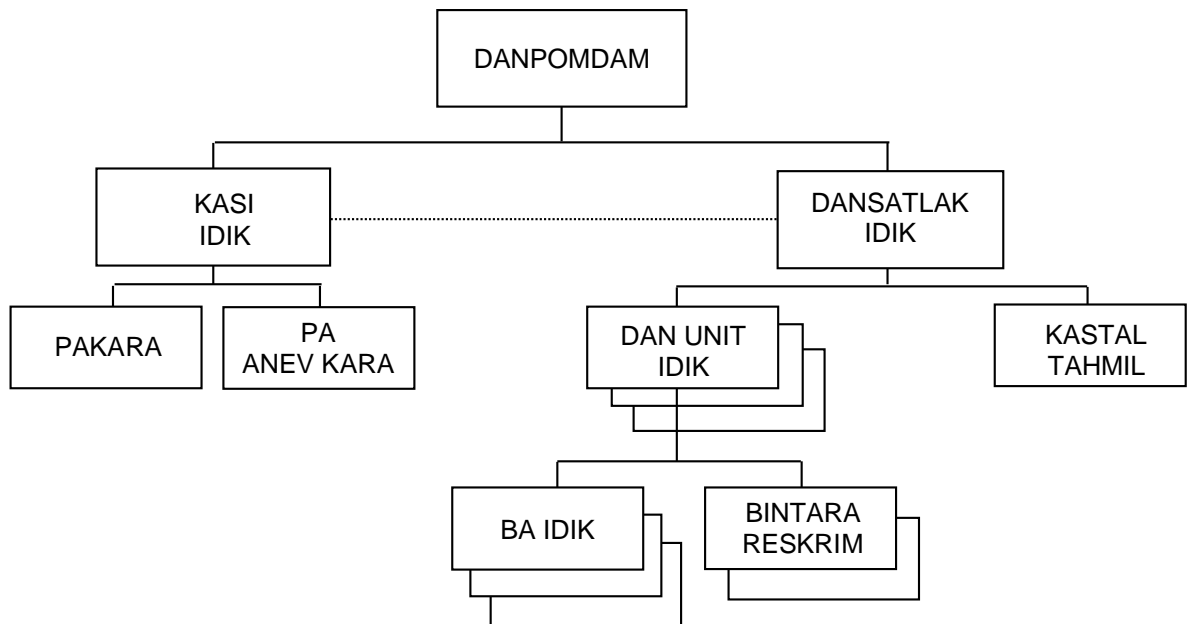 DANPOMDAM
KASI
IDIK
DANSATLAK
IDIK
PAKARA
PA
ANEV KARA
DAN UNIT
IDIK
KASTAL
TAHMIL
BA IDIK
BINTARA
RESKRIM